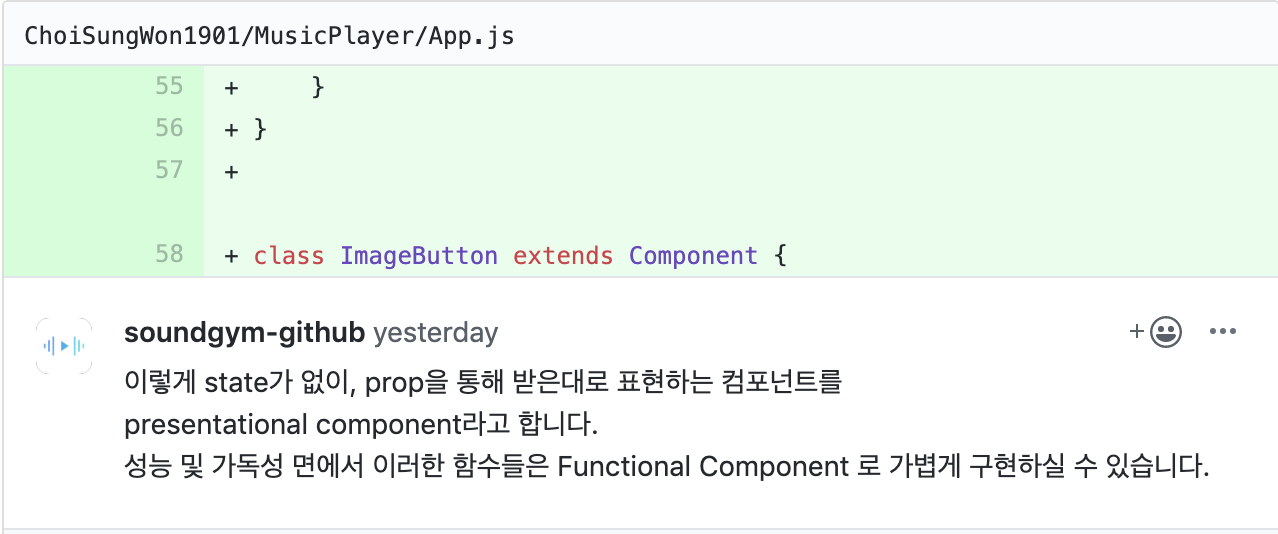 ChoiSungWon1901/MusicPlayer/App.js
55 +     }
56 + }
57 +
58 + class ImageButton extends Component {
soundgym-github yesterday
이렇게 state가 없이, prop을 통해 받은대로 표현하는 컴포넌트를
presentational component라고 합니다.
성능 및 가독성 면에서 이러한 함수들은 Functional Component 로 가볍게 구현하실 수 있습니다.